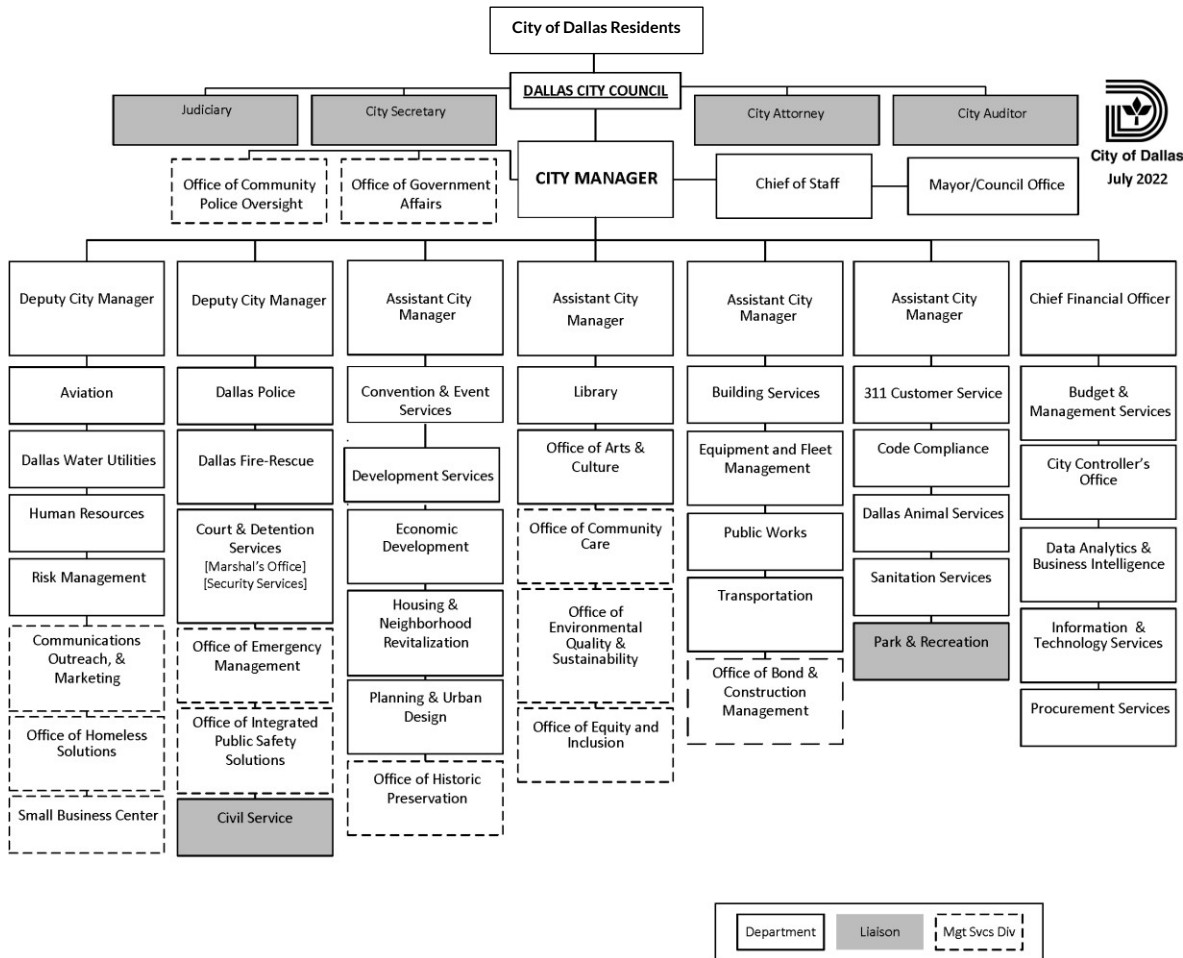 City of Dallas Residents
DALLAS CITY COUNCIL
Judiciary
City Secretary
City Attorney
City Auditor
City of Dallas
July 2022
Office of Community
Police Oversight
Office of Government
Affairs
CITY MANAGER
Chief of Staff
Mayor/Council Office
Deputy City Manager
Aviation
Dallas Water Utilities
Human Resources
Risk Management
Communications
Outreach, & 
Marketing
Office of Homeless
Solutions
Small Business Center
Deputy City Manager
Dallas Police
Dallas Fire-Rescue
Court & Detention
Services
[Marshal's Office]
[Security Services]
Office of Emergency
Management
Office of Integrated
Public Safety
Solutions
Civil Service
Assistant City
Manager
Convention & Event
Services
Development Services
Economic
Development
Housing &
Neighborhood
Revitalization
Planning & Urban
Design
Office of Historic
Preservation
Assistant City
Manager
Library
Office of Arts &
Culture
Office of Community
Care
Office of
Environmental
Quality &
Sustainability
Office of Equity and
Inclusion
Assistant City
Manager
Building Services
Equipment and Fleet
Management
Public Works
Transportation
Office of Bond &
Construction
Management
Assistant City
Manager
311 Customer Service
Code Compliance
Dallas Animal Services
Sanitation Services
Park & Recreation
Chief Financial Officer
Budget &
Management Services
City Controller's
Office
Data Analytics &
Business Intelligence
Information &
Technology Services
Procurement Services
Department
Liaison
Mgt Svcs Div